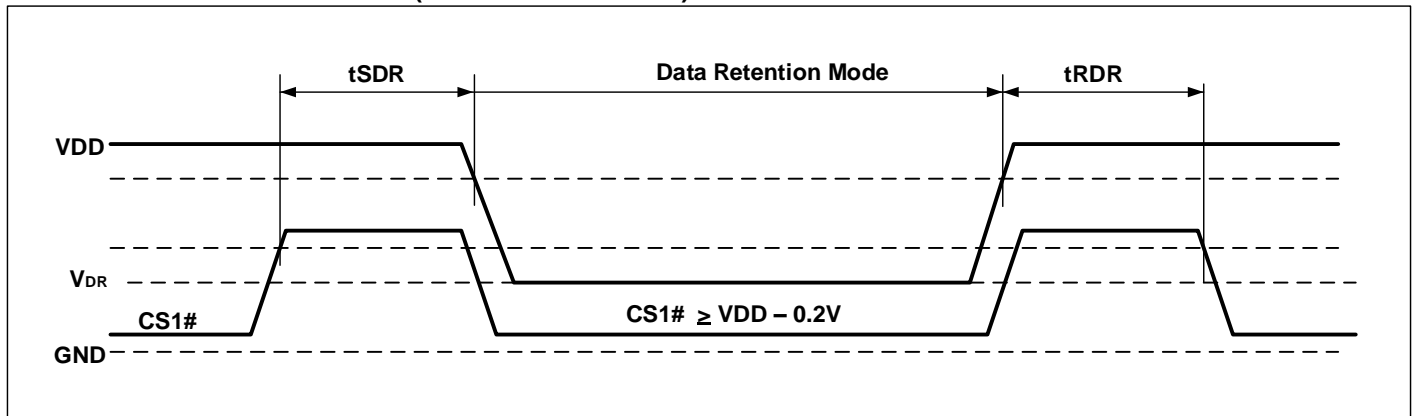 tSDR Data Retention Mode tRDR
VDD
VDR
CS1# CS1# ≥ VDD – 0.2V
GND